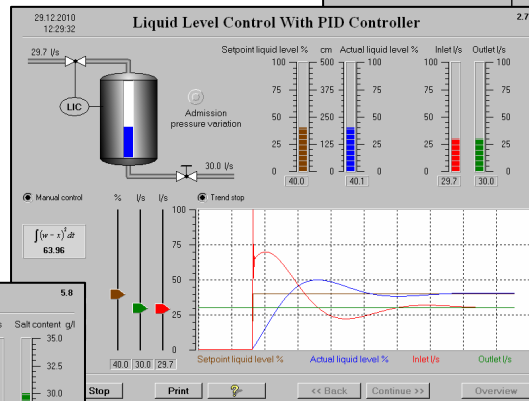 29.12.2010
12:29:32
Liquid Level Control With PID Controller
2.7
29.7 l/s
LIC
Admission
pressure variation
30.0 l/s
Setpoint liquid level % cm Actual liquid level % Inlet l/s Outlet l/s
100 500 100 100 100
75 375 75 75 75
50 250 50 50 50
25 125 25 25 25
0 0 0 0 0
40.0 40.1 29.7 30.0
Manual control % l/s l/s Trend stop
∫(w - x)² dt
63.96
100
75
50
25
0
40.0 30.0 29.7
Setpoint liquid level % Actual liquid level % Inlet l/s Outlet l/s
Stop Print ? << Back Continue >> Overview
5.8
Salt content g/l
35.0
32.5
30.0